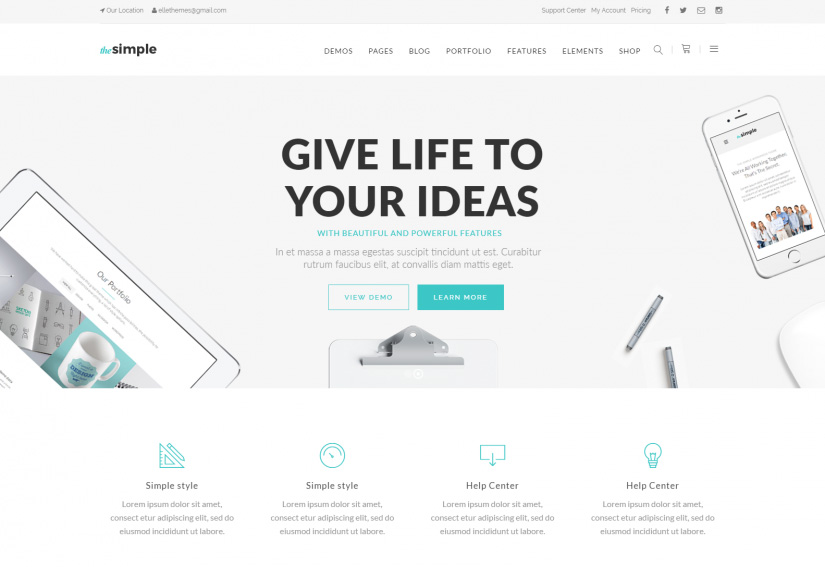 Our Location ellethemes@gmail.com Support Center My Account Pricing
the simple DEMOS PAGES BLOG PORTFOLIO FEATURES ELEMENTS SHOP
simple
We're All Working Together
That's The Secret
GIVE LIFE TO
YOUR IDEAS
WITH BEAUTIFUL AND POWERFUL FEATURES
In et massa a massa egestas suscipit tincidunt ut est. Curabitur
rutrum faucibus elit, at convallis diam mattis eget.
Our Portfolio
VIEW DEMO LEARN MORE
Simple style Simple style Help Center Help Center
Lorem ipsum dolor sit amet, Lorem ipsum dolor sit amet, Lorem ipsum dolor sit amet, Lorem ipsum dolor sit amet,
consect etur adipiscing elit, sed do consect etur adipiscing elit, sed do consect etur adipiscing elit, sed do consect etur adipiscing elit, sed do
eiusmod incididunt ut labore. eiusmod incididunt ut labore. eiusmod incididunt ut labore. eiusmod incididunt ut labore.